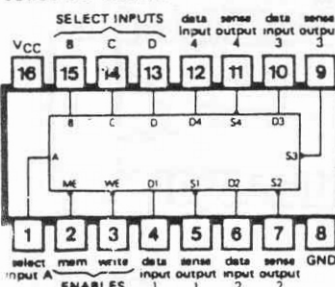 SELECT INPUTS data sense data sense
VCC B C D input output input output
4 4 3 3
16 15 14 13 12 11 10 9
B C D D4 S4 D3
A S3
ME WE D1 S1 D2 S2
1 2 3 4 5 6 7 8
select mem write data sense data sense GND
input A ENABLES input output input output
1 1 2 2